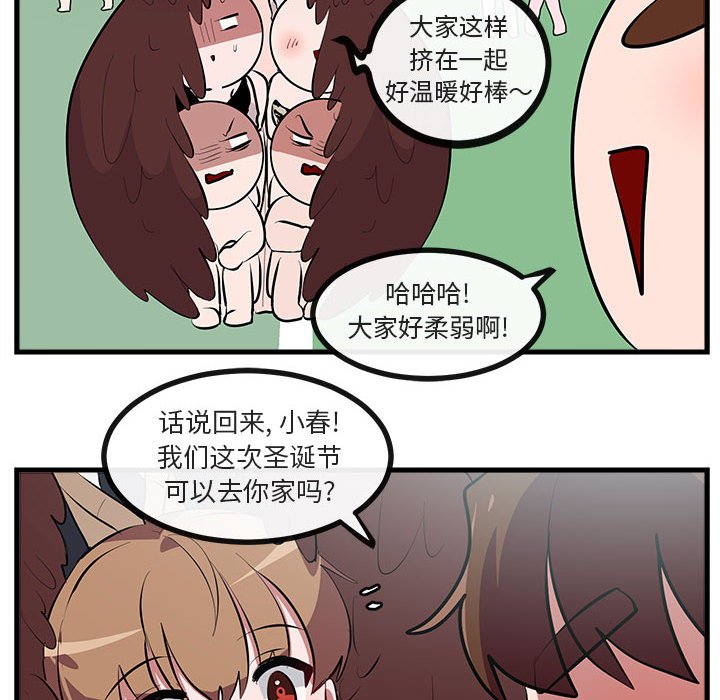 大家这样
挤在一起
好温暖好棒～
哈哈哈!
大家好柔弱啊!
话说回来, 小春!
我们这次圣诞节
可以去你家吗?